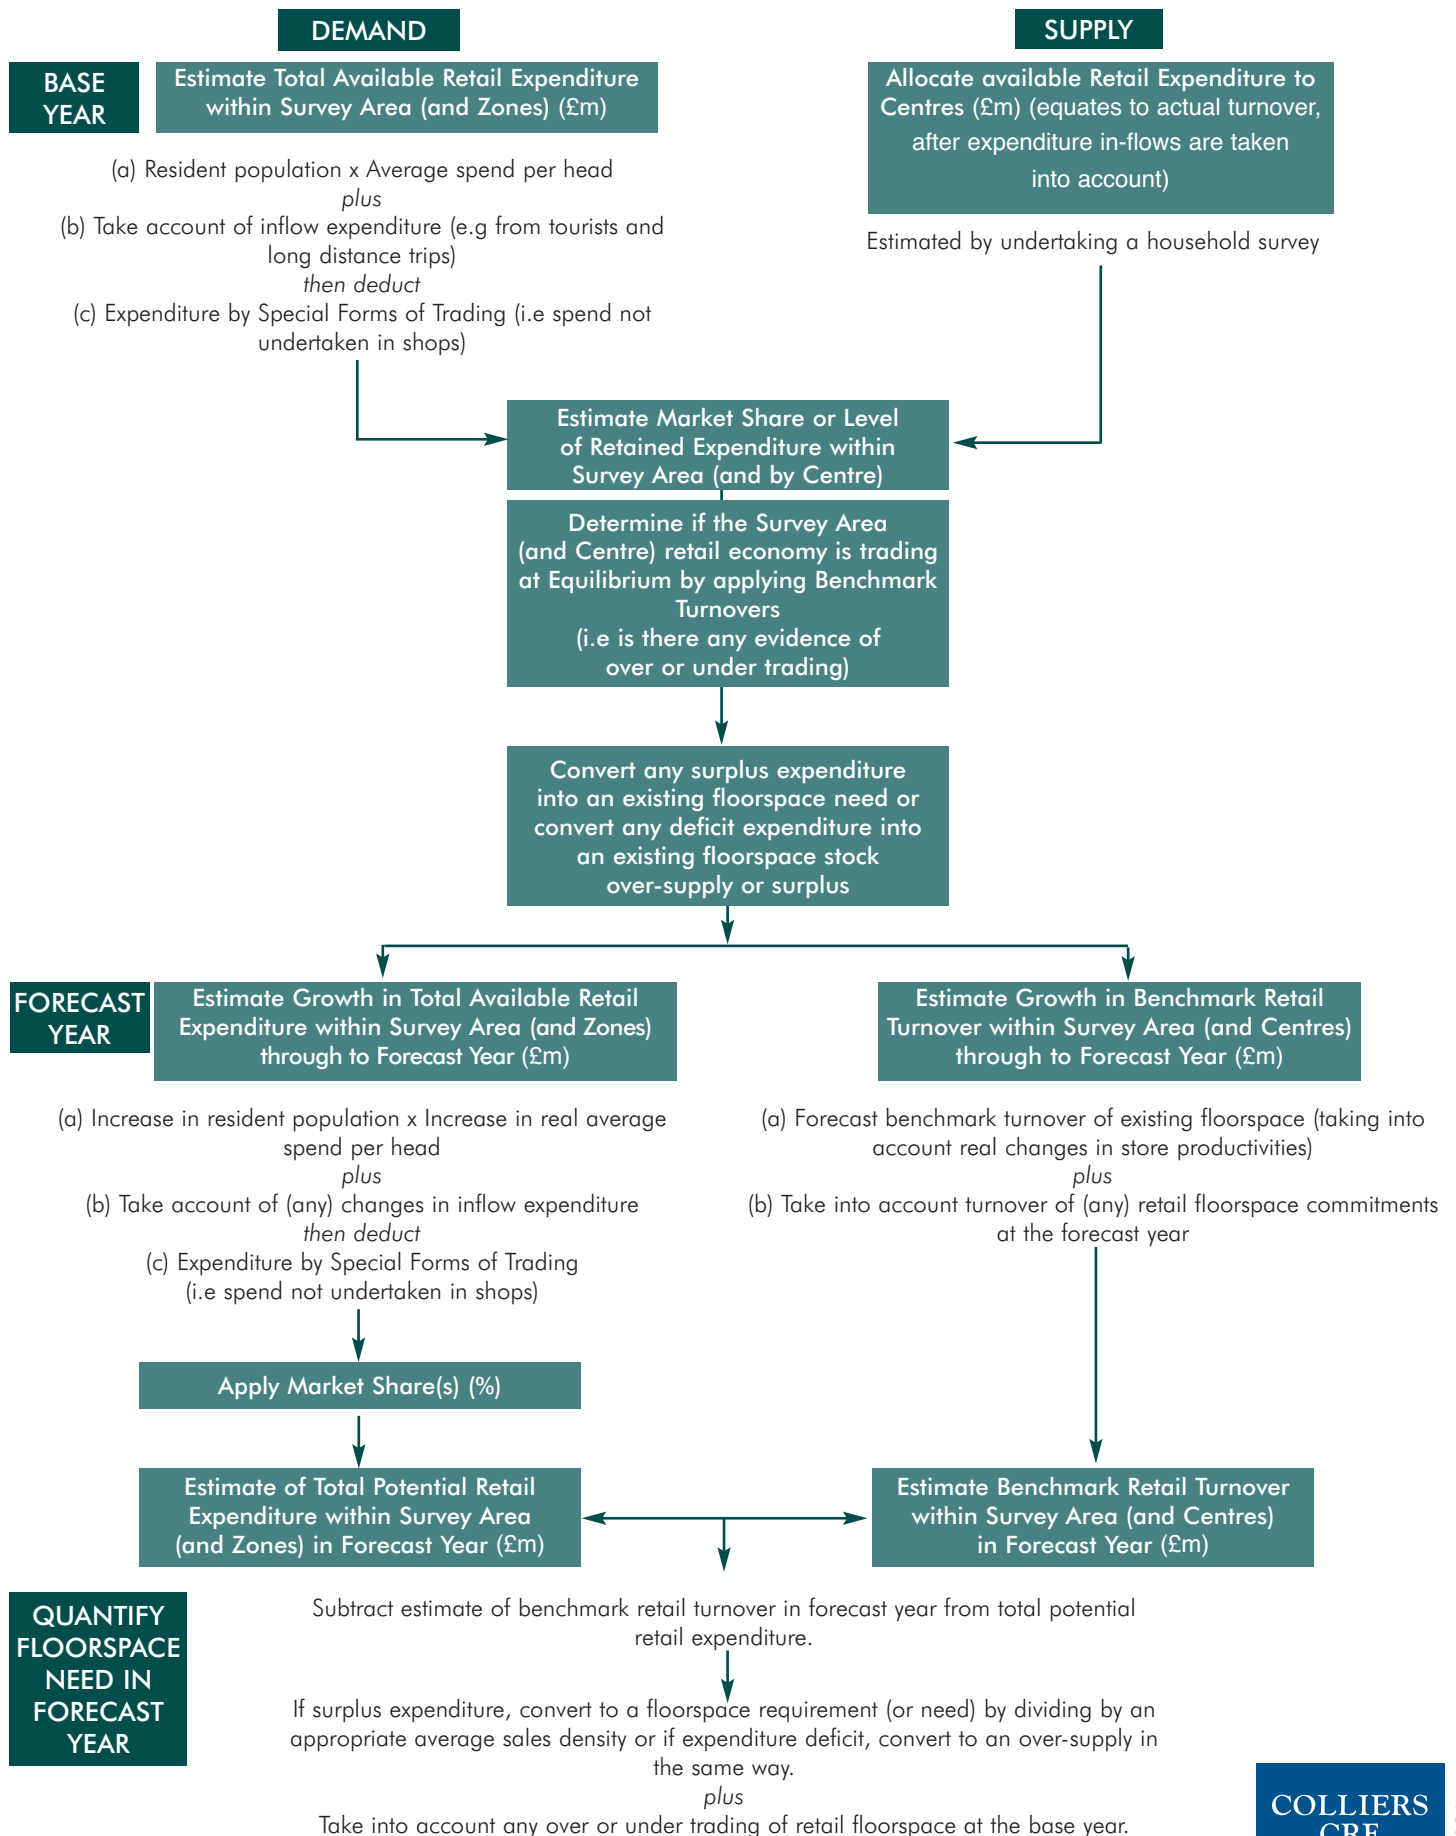 DEMAND
SUPPLY
BASE
YEAR
Estimate Total Available Retail Expenditure
within Survey Area (and Zones) (£m)
Allocate available Retail Expenditure to
Centres (£m) (equates to actual turnover,
after expenditure in-flows are taken
into account)
(a) Resident population x Average spend per head
plus
(b) Take account of inflow expenditure (e.g from tourists and
long distance trips)
then deduct
(c) Expenditure by Special Forms of Trading (i.e spend not
undertaken in shops)
Estimated by undertaking a household survey
Estimate Market Share or Level
of Retained Expenditure within
Survey Area (and by Centre)
Determine if the Survey Area
(and Centre) retail economy is trading
at Equilibrium by applying Benchmark
Turnovers
(i.e is there any evidence of
over or under trading)
Convert any surplus expenditure
into an existing floorspace need or
convert any deficit expenditure into
an existing floorspace stock
over-supply or surplus
FORECAST
YEAR
Estimate Growth in Total Available Retail
Expenditure within Survey Area (and Zones)
through to Forecast Year (£m)
Estimate Growth in Benchmark Retail
Turnover within Survey Area (and Centres)
through to Forecast Year (£m)
(a) Increase in resident population x Increase in real average
spend per head
plus
(b) Take account of (any) changes in inflow expenditure
then deduct
(c) Expenditure by Special Forms of Trading
(i.e spend not undertaken in shops)
(a) Forecast benchmark turnover of existing floorspace (taking into
account real changes in store productivities)
plus
(b) Take into account turnover of (any) retail floorspace commitments
at the forecast year
Apply Market Share(s) (%)
Estimate of Total Potential Retail
Expenditure within Survey Area
(and Zones) in Forecast Year (£m)
Estimate Benchmark Retail Turnover
within Survey Area (and Centres)
in Forecast Year (£m)
QUANTIFY
FLOORSPACE
NEED IN
FORECAST
YEAR
Subtract estimate of benchmark retail turnover in forecast year from total potential
retail expenditure.
If surplus expenditure, convert to a floorspace requirement (or need) by dividing by an
appropriate average sales density or if expenditure deficit, convert to an over-supply in
the same way.
plus
Take into account any over or under trading of retail floorspace at the base year.
COLLIERS
CRE